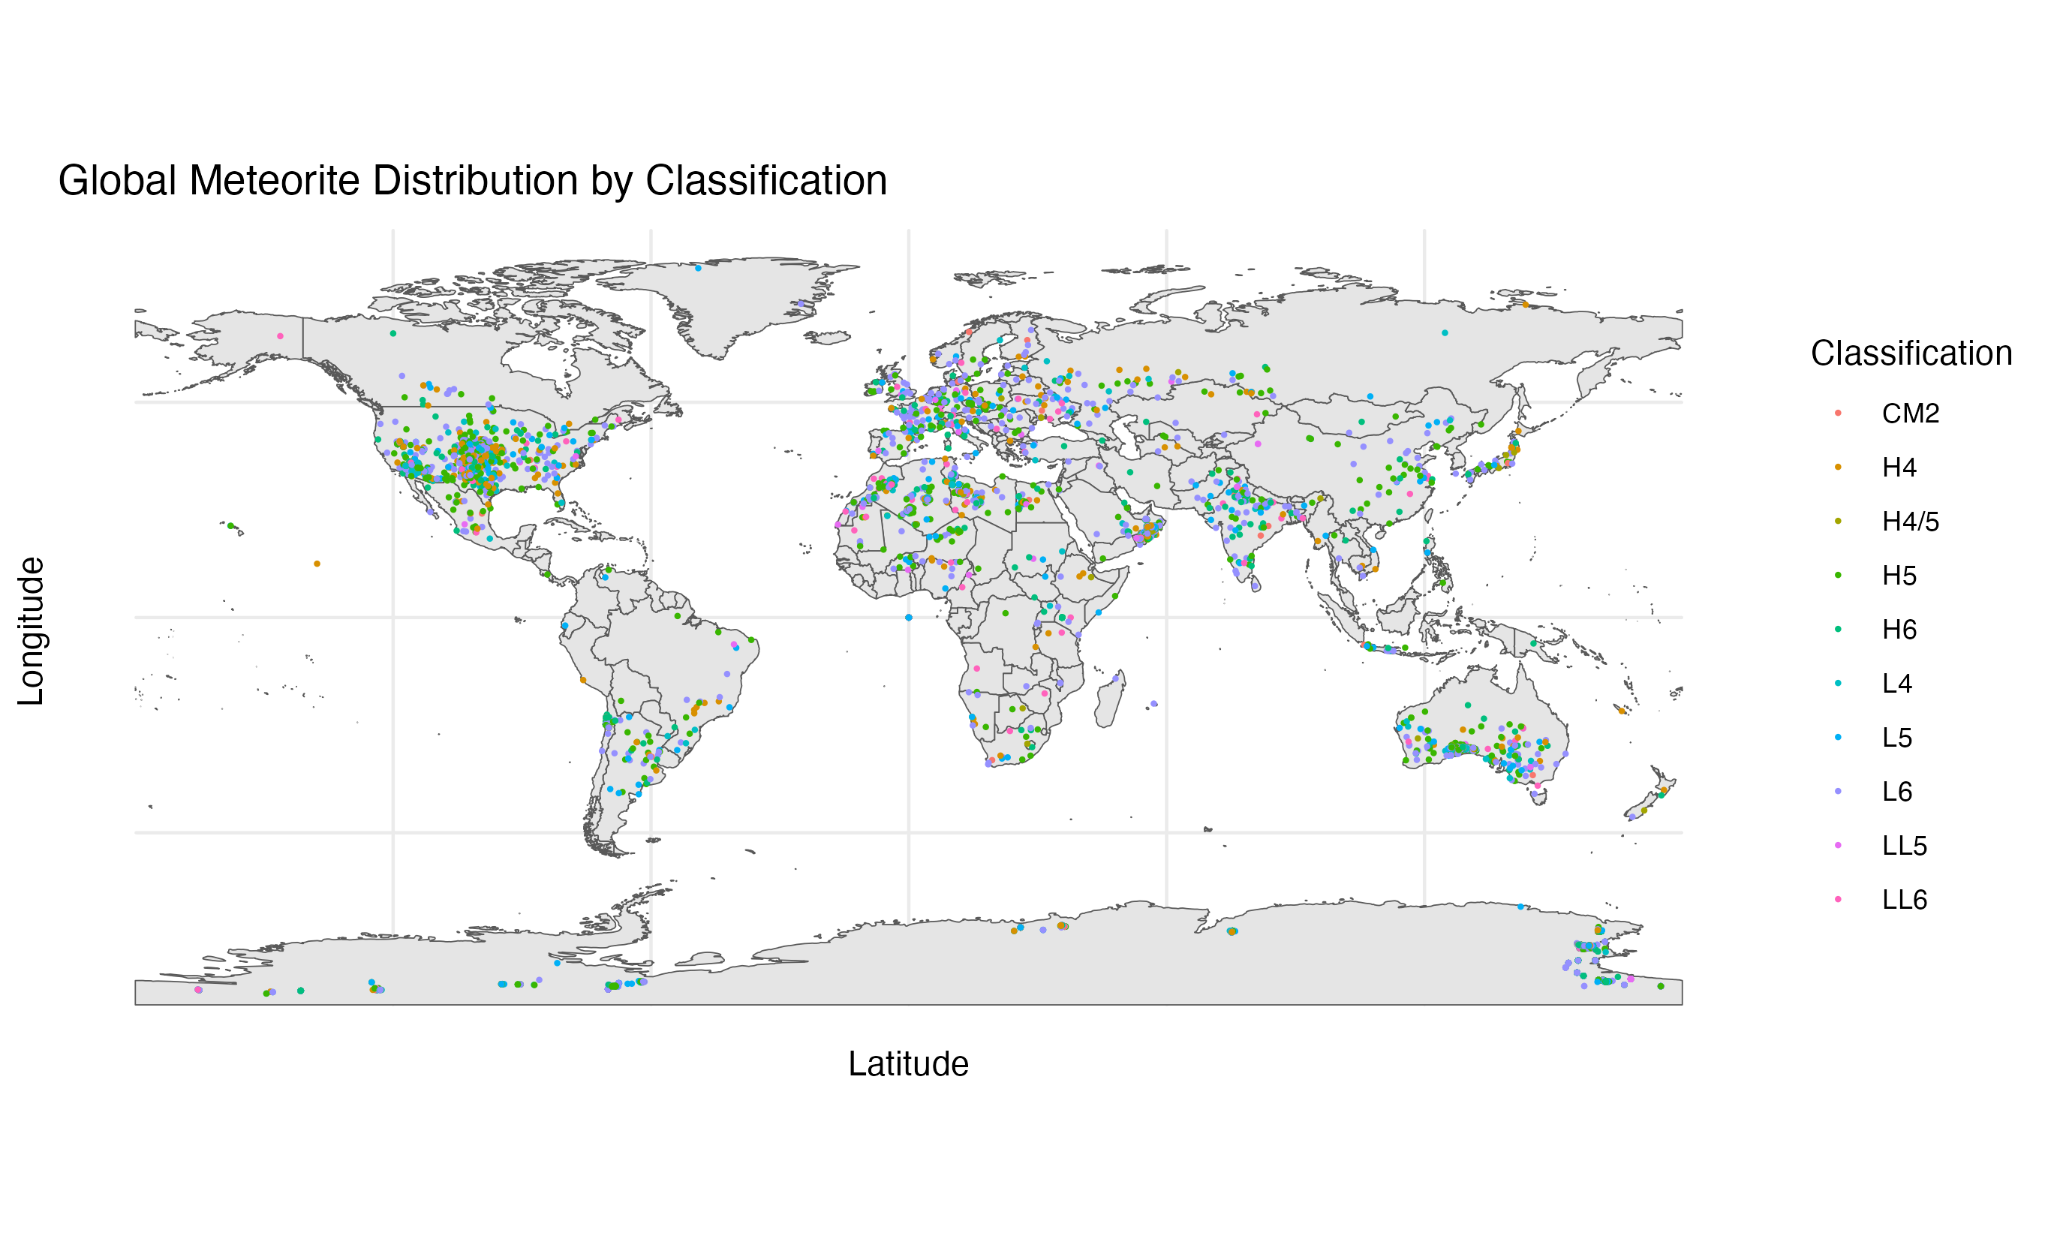 Global Meteorite Distribution by Classification
Longitude
Latitude
Classification
CM2
H4
H4/5
H5
H6
L4
L5
L6
LL5
LL6